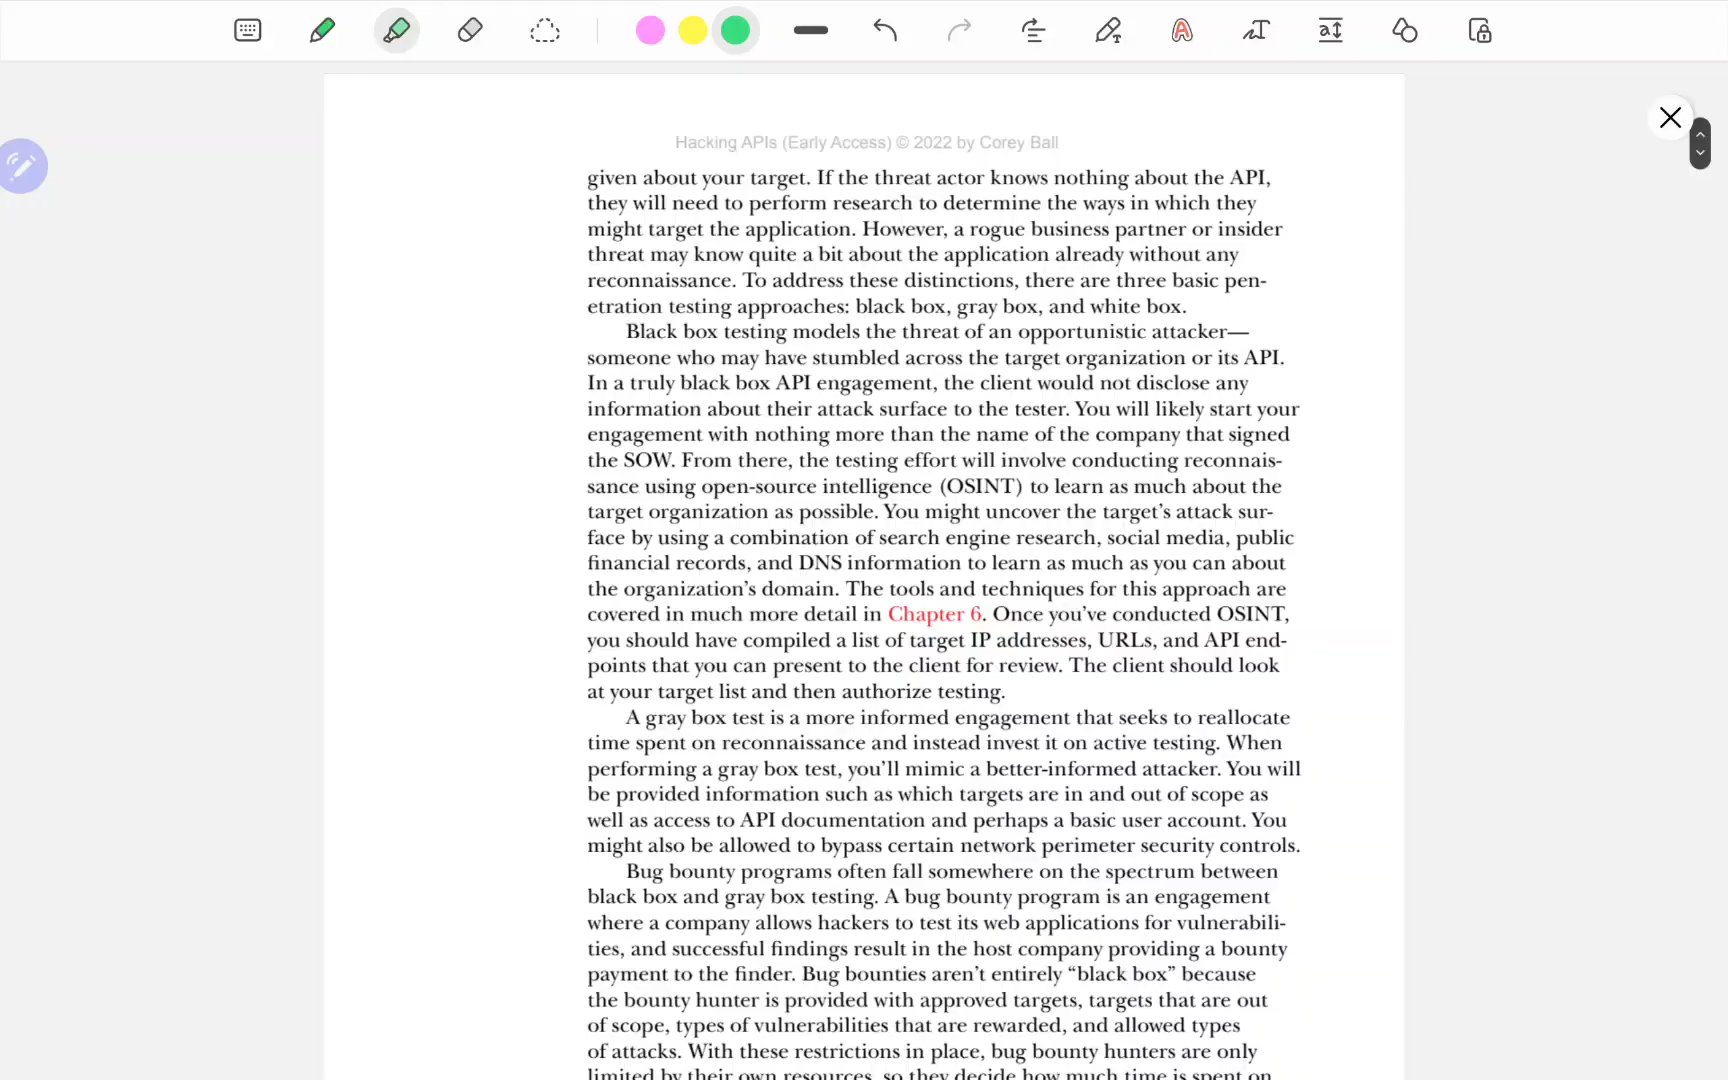 Hacking APIs (Early Access) © 2022 by Corey Ball
given about your target. If the threat actor knows nothing about the API,
they will need to perform research to determine the ways in which they
might target the application. However, a rogue business partner or insider
threat may know quite a bit about the application already without any
reconnaissance. To address these distinctions, there are three basic pen-
etration testing approaches: black box, gray box, and white box.
Black box testing models the threat of an opportunistic attacker—
someone who may have stumbled across the target organization or its API.
In a truly black box API engagement, the client would not disclose any
information about their attack surface to the tester. You will likely start your
engagement with nothing more than the name of the company that signed
the SOW. From there, the testing effort will involve conducting reconnais-
sance using open-source intelligence (OSINT) to learn as much about the
target organization as possible. You might uncover the target’s attack sur-
face by using a combination of search engine research, social media, public
financial records, and DNS information to learn as much as you can about
the organization’s domain. The tools and techniques for this approach are
covered in much more detail in Chapter 6. Once you’ve conducted OSINT,
you should have compiled a list of target IP addresses, URLs, and API end-
points that you can present to the client for review. The client should look
at your target list and then authorize testing.
A gray box test is a more informed engagement that seeks to reallocate
time spent on reconnaissance and instead invest it on active testing. When
performing a gray box test, you’ll mimic a better-informed attacker. You will
be provided information such as which targets are in and out of scope as
well as access to API documentation and perhaps a basic user account. You
might also be allowed to bypass certain network perimeter security controls.
Bug bounty programs often fall somewhere on the spectrum between
black box and gray box testing. A bug bounty program is an engagement
where a company allows hackers to test its web applications for vulnerabili-
ties, and successful findings result in the host company providing a bounty
payment to the finder. Bug bounties aren’t entirely “black box” because
the bounty hunter is provided with approved targets, targets that are out
of scope, types of vulnerabilities that are rewarded, and allowed types
of attacks. With these restrictions in place, bug bounty hunters are only
limited by their own resources, so they decide how much time is spent on